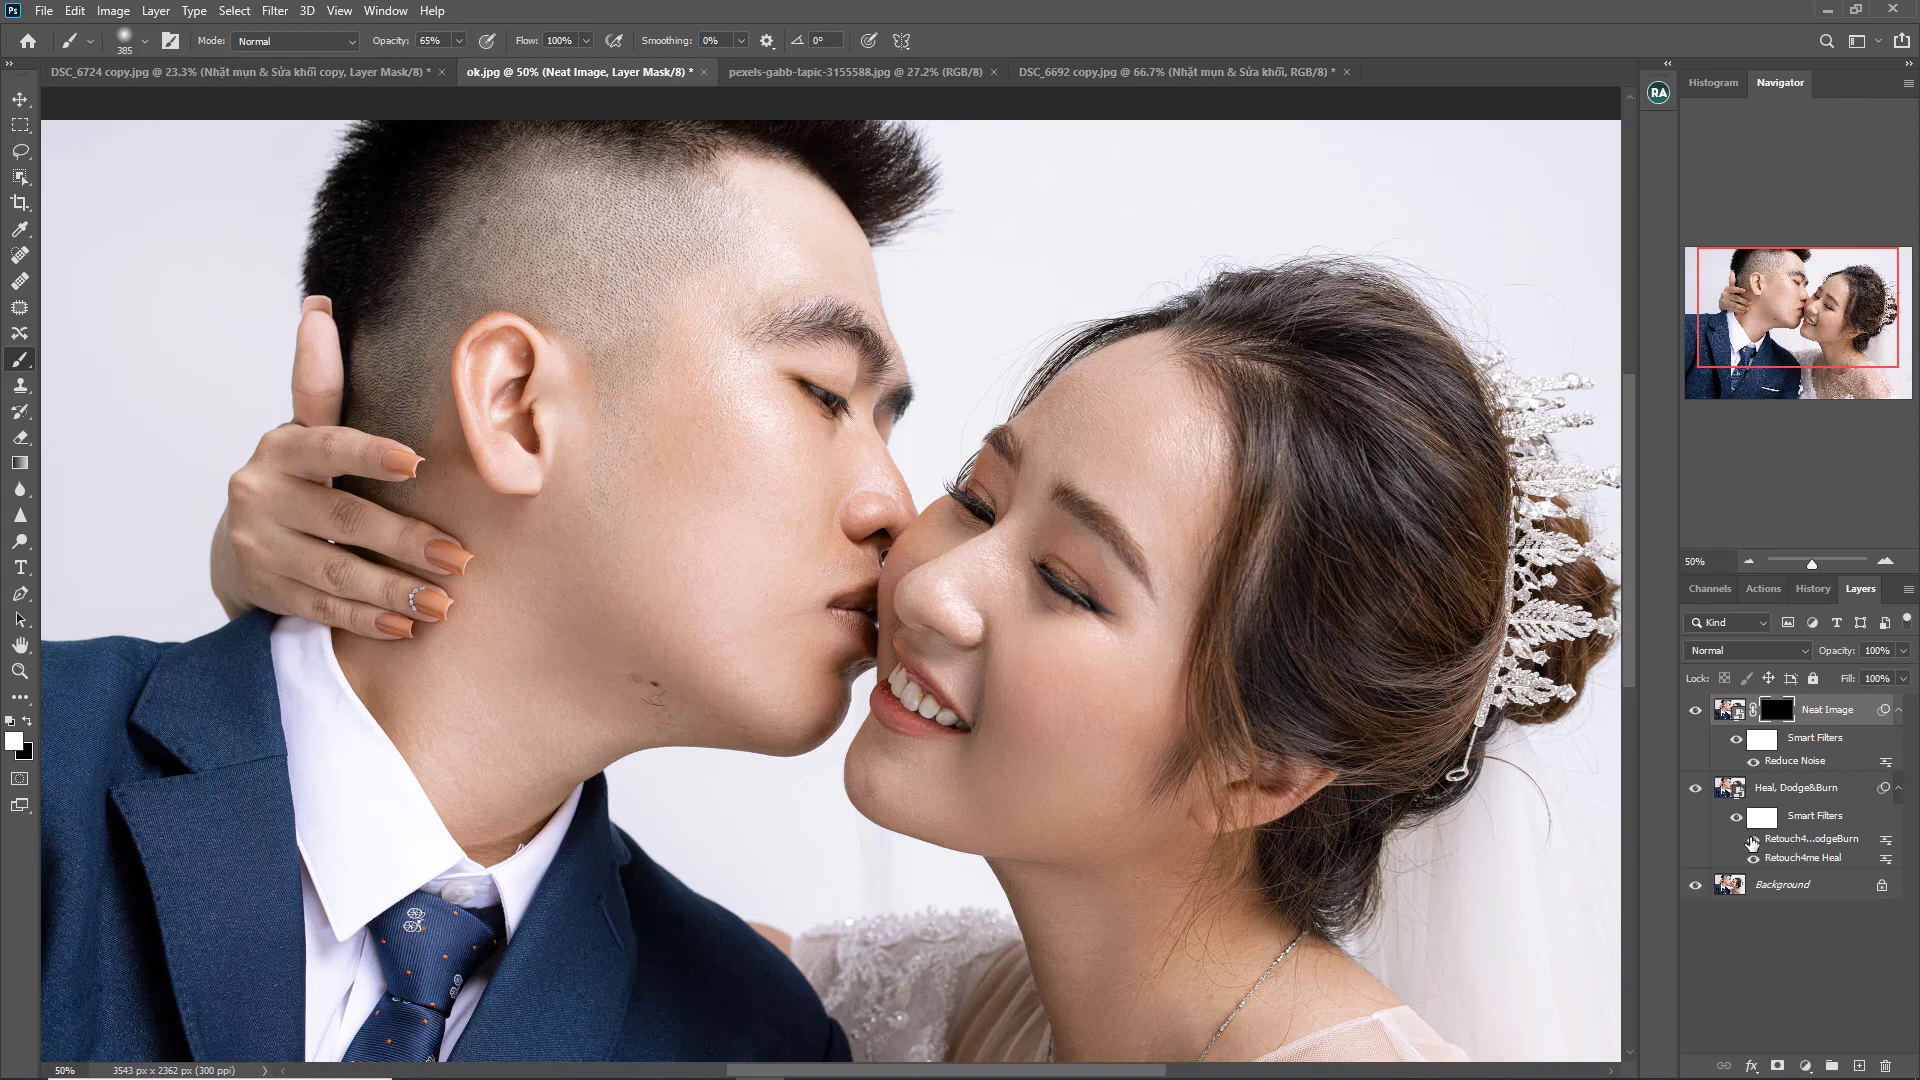 Ps File Edit Image Layer Type Select Filter 3D View Window Help
385 Mode: Normal Opacity: 65% Flow: 100% Smoothing: 0% 0°
DSC_6724 copy.jpg @ 23.3% (Nhặt mụn & Sửa khối copy, Layer Mask/8) * × ok.jpg @ 50% (Neat Image, Layer Mask/8) * × pexels-gabb-tapic-3155588.jpg @ 27.2% (RGB/8) × DSC_6692 copy.jpg @ 66.7% (Nhặt mụn & Sửa khối, RGB/8) * ×
RA Histogram Navigator
50%
Channels Actions History Layers
Kind
Normal Opacity: 100%
Lock: Fill: 100%
Neat Image
Smart Filters
Reduce Noise
Heal, Dodge&Burn
Smart Filters
Retouch4...odgeBurn
Retouch4me Heal
Background
50% 3543 px x 2362 px (300 ppi)